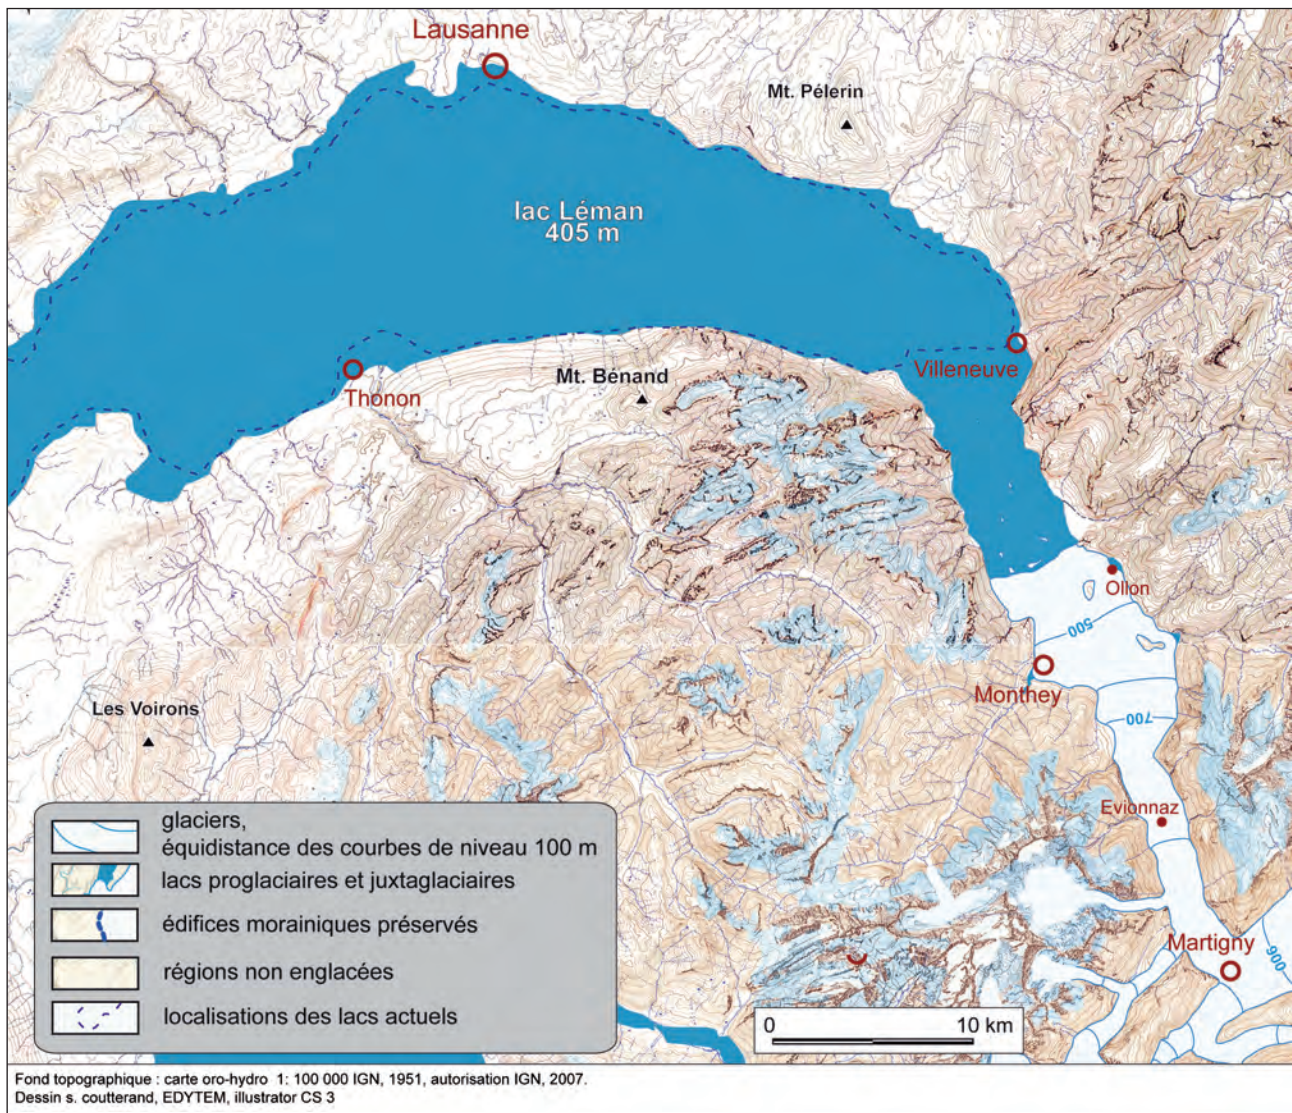 Lausanne
Mt. Pélerin
lac Léman
405 m
Villeneuve
Mt. Bénand
Thonon
Ollon
500
Monthey
700
Les Voirons
Evionnaz
Martigny
900
glaciers,
équidistance des courbes de niveau 100 m
lacs proglaciaires et juxtaglaciaires
édifices morainiques préservés
régions non englacées
localisations des lacs actuels
0 10 km
Fond topographique : carte oro-hydro 1: 100 000 IGN, 1951, autorisation IGN, 2007.
Dessin s. coutterand, EDYTEM, illustrator CS 3